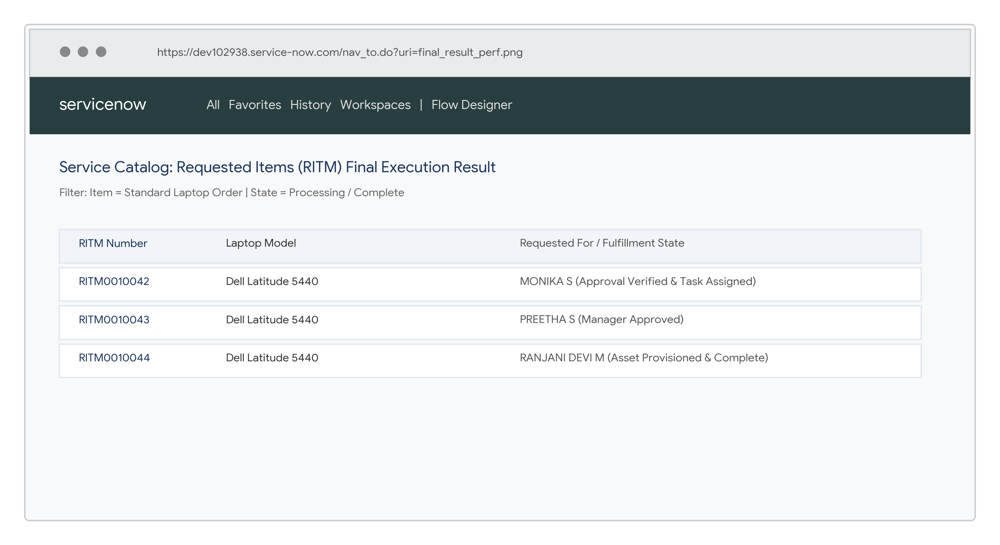 https://dev102938.service-now.com/nav_to.do?uri=final_result_perf.png
servicenow All Favorites History Workspaces | Flow Designer
Service Catalog: Requested Items (RITM) Final Execution Result
Filter: Item = Standard Laptop Order | State = Processing / Complete
RITM Number Laptop Model Requested For / Fulfillment State
RITM0010042 Dell Latitude 5440 MONIKA S (Approval Verified & Task Assigned)
RITM0010043 Dell Latitude 5440 PREETHA S (Manager Approved)
RITM0010044 Dell Latitude 5440 RANJANI DEVI M (Asset Provisioned & Complete)